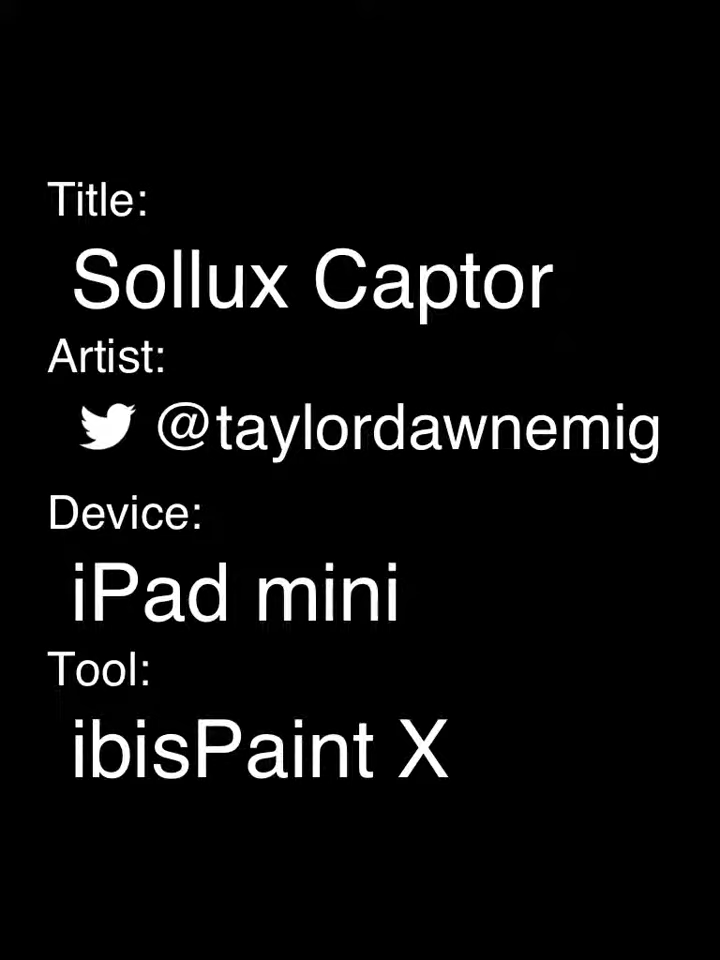 Title:
Sollux Captor
Artist:
@taylordawnemig
Device:
iPad mini
Tool:
ibisPaint X